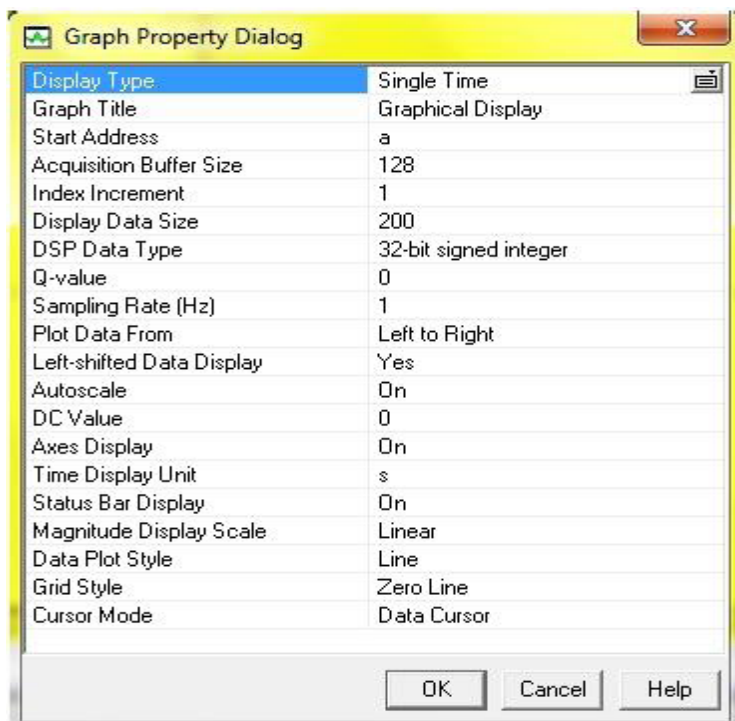 Graph Property Dialog
Display Type Single Time
Graph Title Graphical Display
Start Address a
Acquisition Buffer Size 128
Index Increment 1
Display Data Size 200
DSP Data Type 32-bit signed integer
Q-value 0
Sampling Rate (Hz) 1
Plot Data From Left to Right
Left-shifted Data Display Yes
Autoscale On
DC Value 0
Axes Display On
Time Display Unit s
Status Bar Display On
Magnitude Display Scale Linear
Data Plot Style Line
Grid Style Zero Line
Cursor Mode Data Cursor
OK Cancel Help